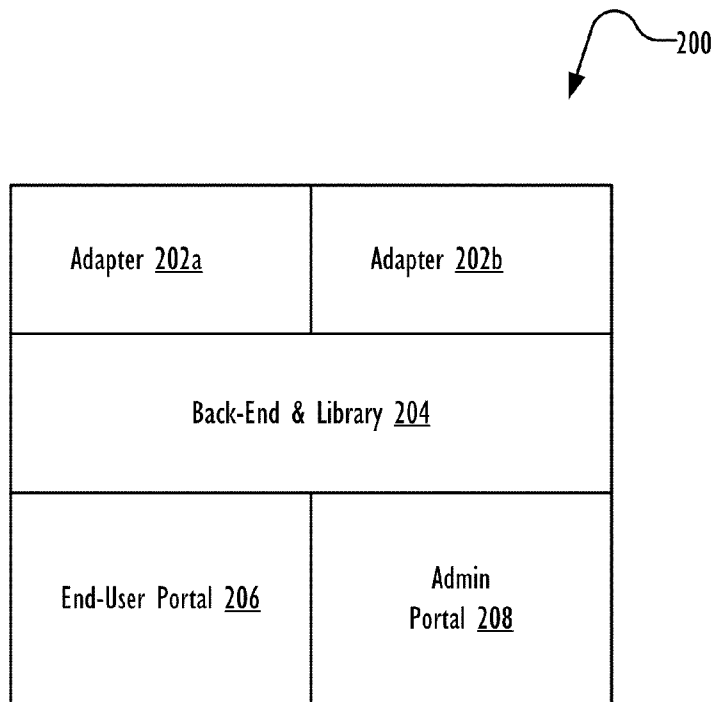 200
Adapter 202a
Adapter 202b
Back-End & Library 204
End-User Portal 206
Admin
Portal 208